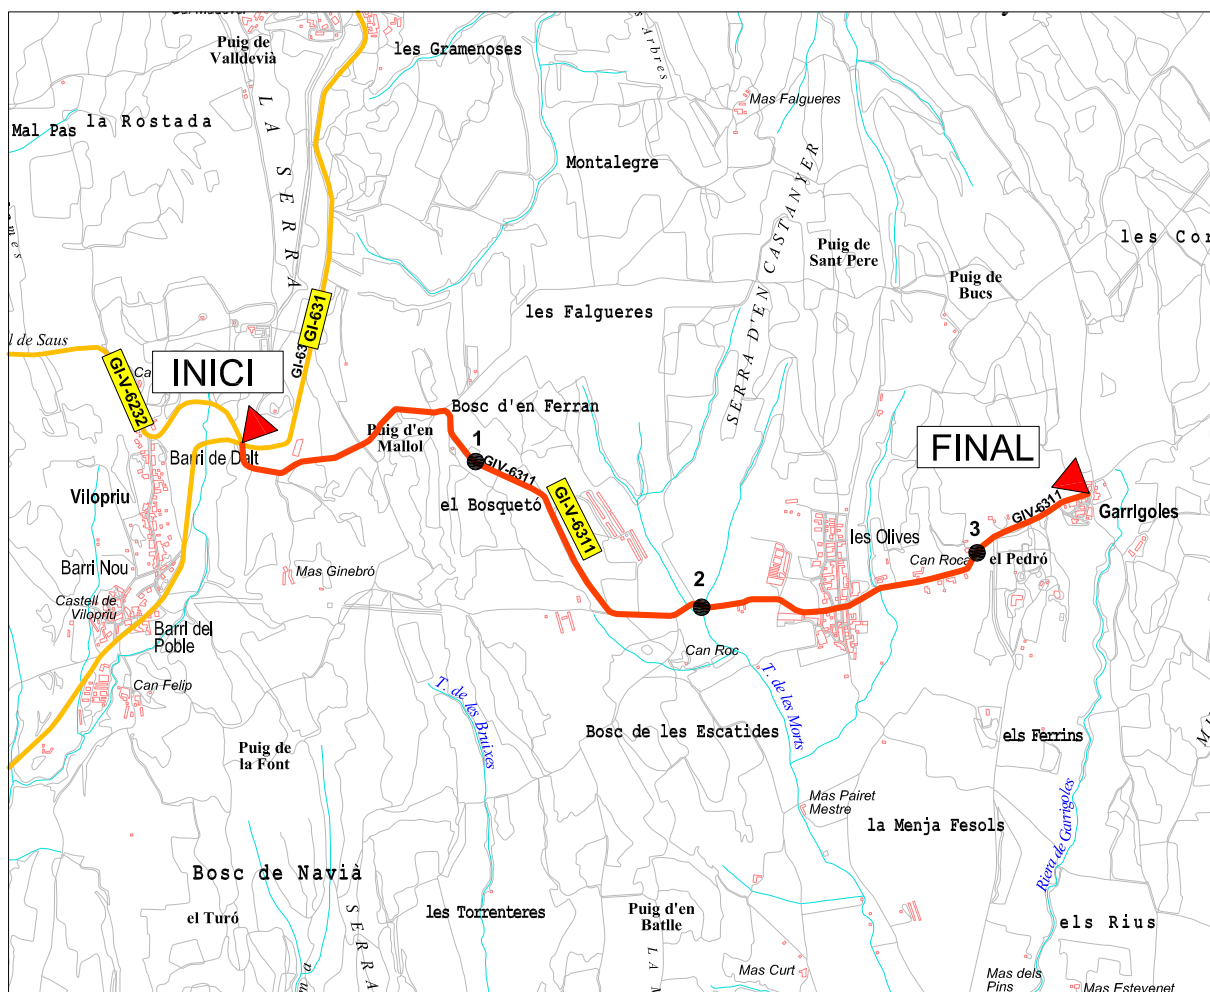 Puig de
Valldevià
les Gramenoses
Arbres
Mas Falgueres
Mal Pas
la Rostada
LA SERRA
Montalegre
SERRA D'EN CASTANYER
Puig de
Sant Pere
les Cor
Puig de
Bucs
les Falgueres
l de Saus
GI-631
GI-63
GI-V-6232
Ca
INICI
Bosc d'en Ferran
Puig d'en
Mallol
1
GIV-6311
Barri de Dalt
FINAL
Vilopriu
el Bosquetó
GI-V-6311
GIV-6311
Garrigoles
les Olives
3
Can Roca
el Pedró
Barri Nou
Mas Ginebró
2
Castell de
Vilopriu
Barri del
Poble
Can Roc
Can Felip
T. de les Bruixes
T. de les Morts
Bosc de les Escatides
els Ferrins
Puig de
la Font
Mas Pairet
Mestre
la Menja Fesols
Riera de Garrigoles
Bosc de Navià
el Turó
SERRA
les Torrenteres
Puig d'en
Batlle
LA
els Rius
Mas Curt
Mas dels
Pins
Mas Estevenet